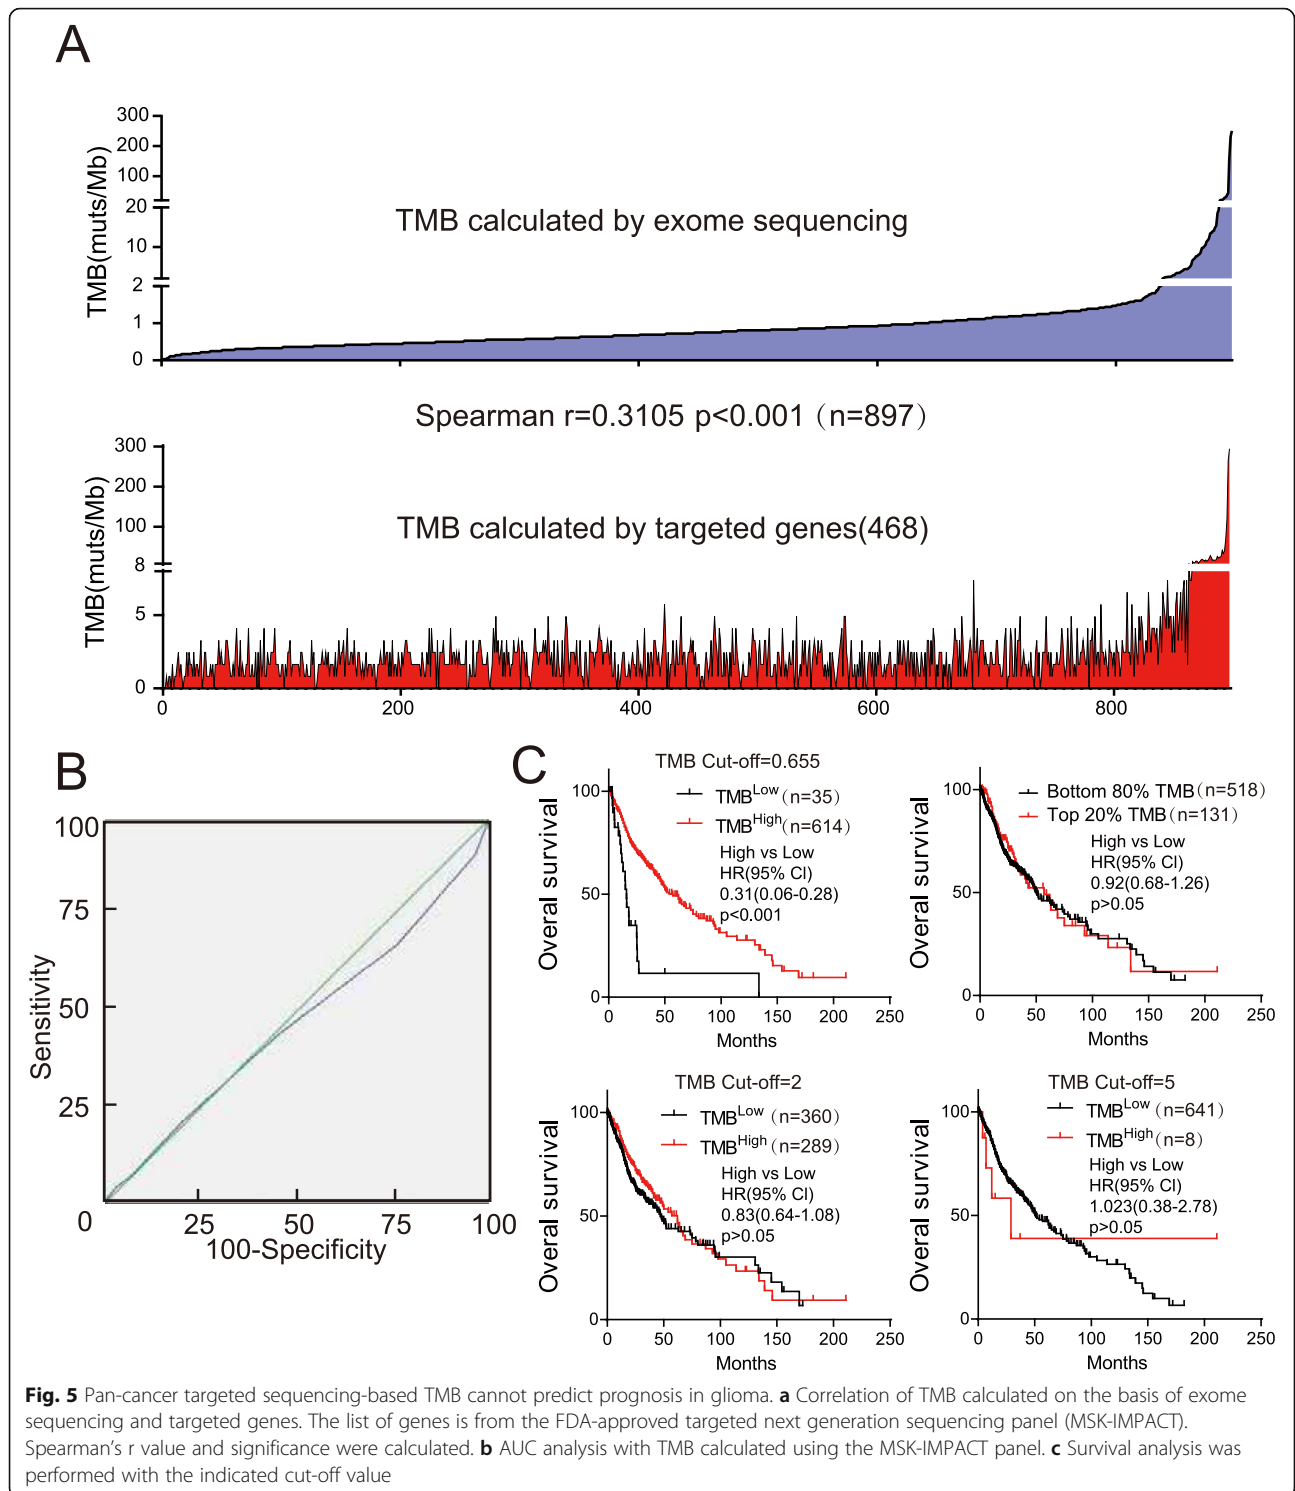 A
300
200
100
20
10
2
1
0
TMB(muts/Mb)
TMB calculated by exome sequencing
Spearman r=0.3105 p<0.001 (n=897)
300
200
100
8
5
0
TMB(muts/Mb)
TMB calculated by targeted genes(468)
0 200 400 600 800
B
100
75
50
25
0
Sensitivity
25 50 75 100
100-Specificity
C
TMB Cut-off=0.655
TMBLow (n=35)
TMBHigh (n=614)
High vs Low
HR(95% CI)
0.31(0.06-0.28)
p<0.001
Overal survival
100
50
0
0 50 100 150 200 250
Months
Bottom 80% TMB (n=518)
Top 20% TMB (n=131)
High vs Low
HR(95% CI)
0.92(0.68-1.26)
p>0.05
Overal survival
100
50
0
0 50 100 150 200 250
Months
TMB Cut-off=2
TMBLow (n=360)
TMBHigh (n=289)
High vs Low
HR(95% CI)
0.83(0.64-1.08)
p>0.05
Overal survival
100
50
0
0 50 100 150 200 250
Months
TMB Cut-off=5
TMBLow (n=641)
TMBHigh (n=8)
High vs Low
HR(95% CI)
1.023(0.38-2.78)
p>0.05
Overal survival
100
50
0
0 50 100 150 200 250
Months
Fig. 5 Pan-cancer targeted sequencing-based TMB cannot predict prognosis in glioma. a Correlation of TMB calculated on the basis of exome
sequencing and targeted genes. The list of genes is from the FDA-approved targeted next generation sequencing panel (MSK-IMPACT).
Spearman's r value and significance were calculated. b AUC analysis with TMB calculated using the MSK-IMPACT panel. c Survival analysis was
performed with the indicated cut-off value